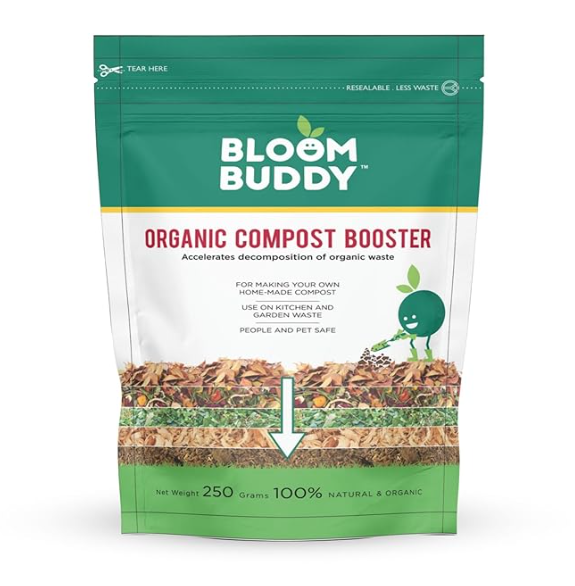 TEAR HERE
RESEALABLE . LESS WASTE
BLOOM
BUDDY™
ORGANIC COMPOST BOOSTER
Accelerates decomposition of organic waste
FOR MAKING YOUR OWN
HOME-MADE COMPOST
USE ON KITCHEN AND
GARDEN WASTE
PEOPLE AND PET SAFE
Net Weight 250 Grams 100% NATURAL & ORGANIC